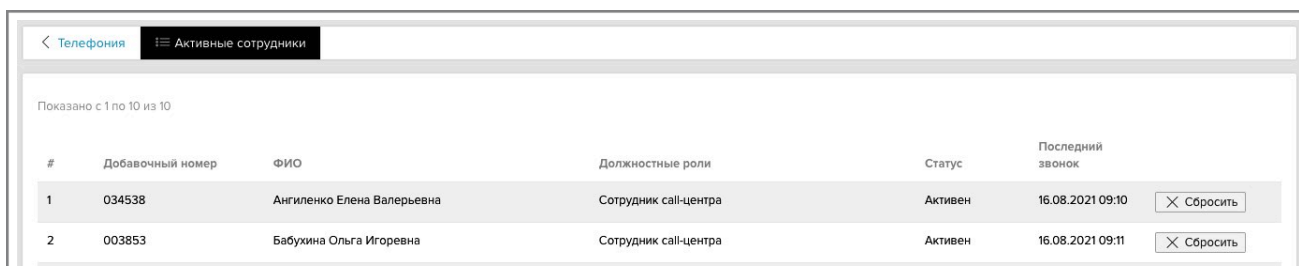 Телефония Активные сотрудники
Показано с 1 по 10 из 10
# Добавочный номер ФИО Должностные роли Статус Последний звонок
1 034538 Ангиленко Елена Валерьевна Сотрудник call-центра Активен 16.08.2021 09:10 Сбросить
2 003853 Бабухина Ольга Игоревна Сотрудник call-центра Активен 16.08.2021 09:11 Сбросить